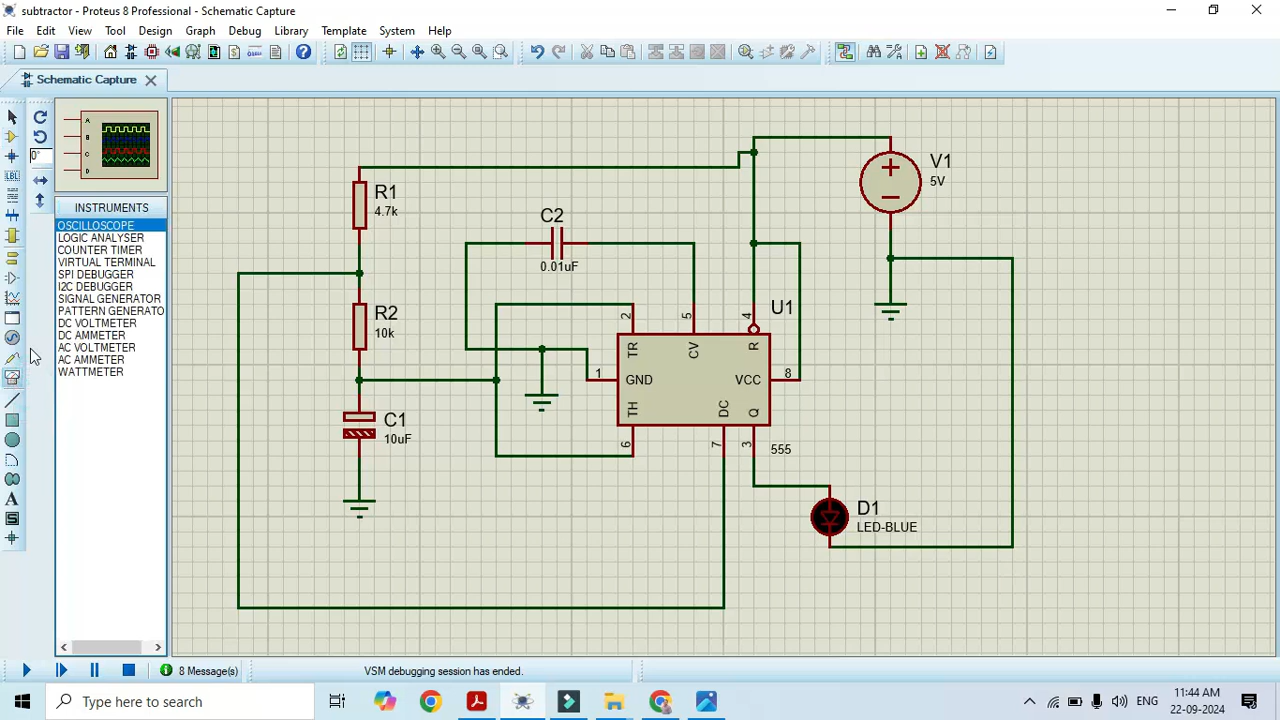 subtractor - Proteus 8 Professional - Schematic Capture
File Edit View Tool Design Graph Debug Library Template System Help
Schematic Capture
0°
LBL
A
B
C
D
INSTRUMENTS
OSCILLOSCOPE
LOGIC ANALYSER
COUNTER TIMER
VIRTUAL TERMINAL
SPI DEBUGGER
I2C DEBUGGER
SIGNAL GENERATOR
PATTERN GENERATO
DC VOLTMETER
DC AMMETER
AC VOLTMETER
AC AMMETER
WATTMETER
A
S
R1
4.7k
R2
10k
C1
10uF
C2
0.01uF
V1
5V
U1
2
5
4
TR
CV
R
1
GND
VCC
8
TH
DC
Q
6
7
3
555
D1
LED-BLUE
8 Message(s)
VSM debugging session has ended.
Type here to search
ENG
11:44 AM
22-09-2024